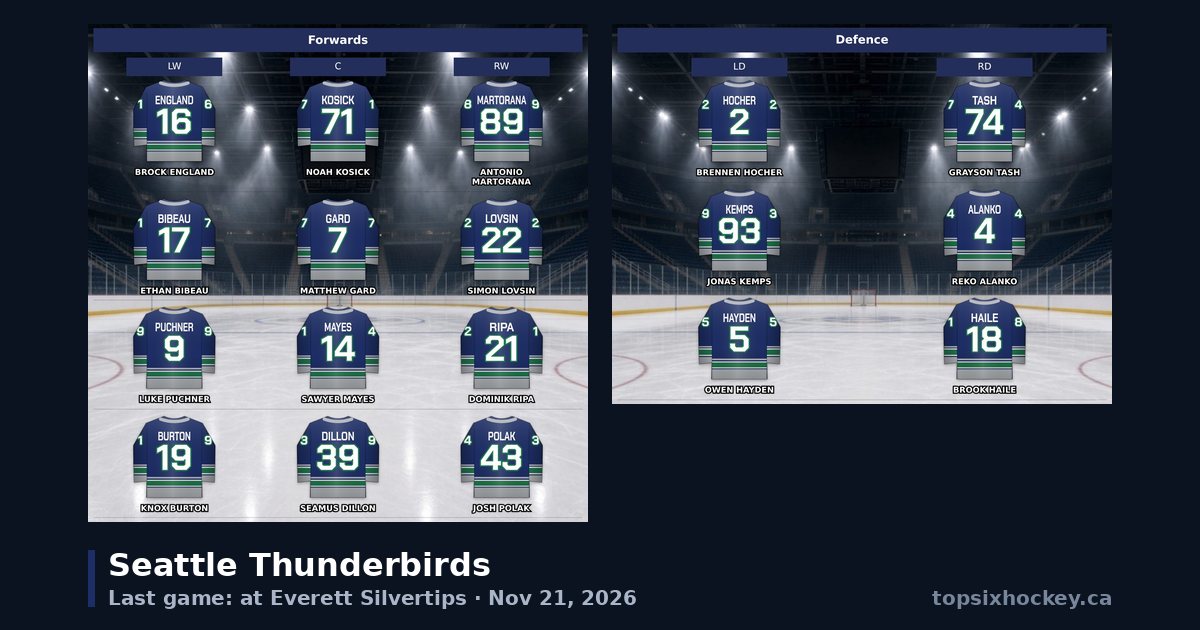 Forwards
LW C RW
1 ENGLAND 6 7 KOSICK 1 8 MARTORANA 9
16 71 89
BROCK ENGLAND NOAH KOSICK ANTONIO
MARTORANA
1 BIBEAU 7 7 GARD 7 2 LOVSIN 2
17 7 22
ETHAN BIBEAU MATTHEW GARD SIMON LOVSIN
9 PUCHNER 9 1 MAYES 4 2 RIPA 1
9 14 21
LUKE PUCHNER SAWYER MAYES DOMINIK RIPA
1 BURTON 9 3 DILLON 9 4 POLAK 3
19 39 43
KNOX BURTON SEAMUS DILLON JOSH POLAK
Defence
LD RD
2 HOCHER 2 7 TASH 4
2 74
BRENNEN HOCHER GRAYSON TASH
9 KEMPS 3 4 ALANKO 4
93 4
JONAS KEMPS REKO ALANKO
5 HAYDEN 5 1 HAILE 8
5 18
OWEN HAYDEN BROOK HAILE
Seattle Thunderbirds
Last game: at Everett Silvertips · Nov 21, 2026
topsixhockey.ca